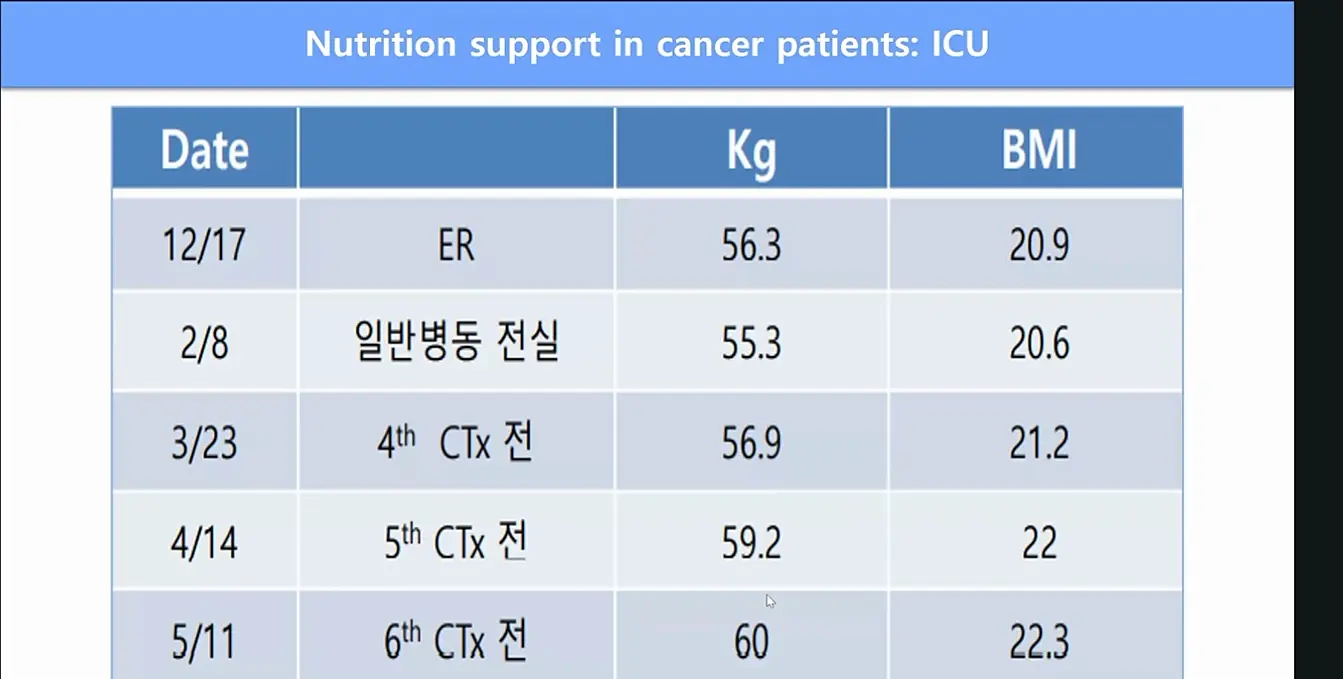 Nutrition support in cancer patients: ICU
Date Kg BMI
12/17 ER 56.3 20.9
2/8 일반병동 전실 55.3 20.6
3/23 4th CTx 전 56.9 21.2
4/14 5th CTx 전 59.2 22
5/11 6th CTx 전 60 22.3